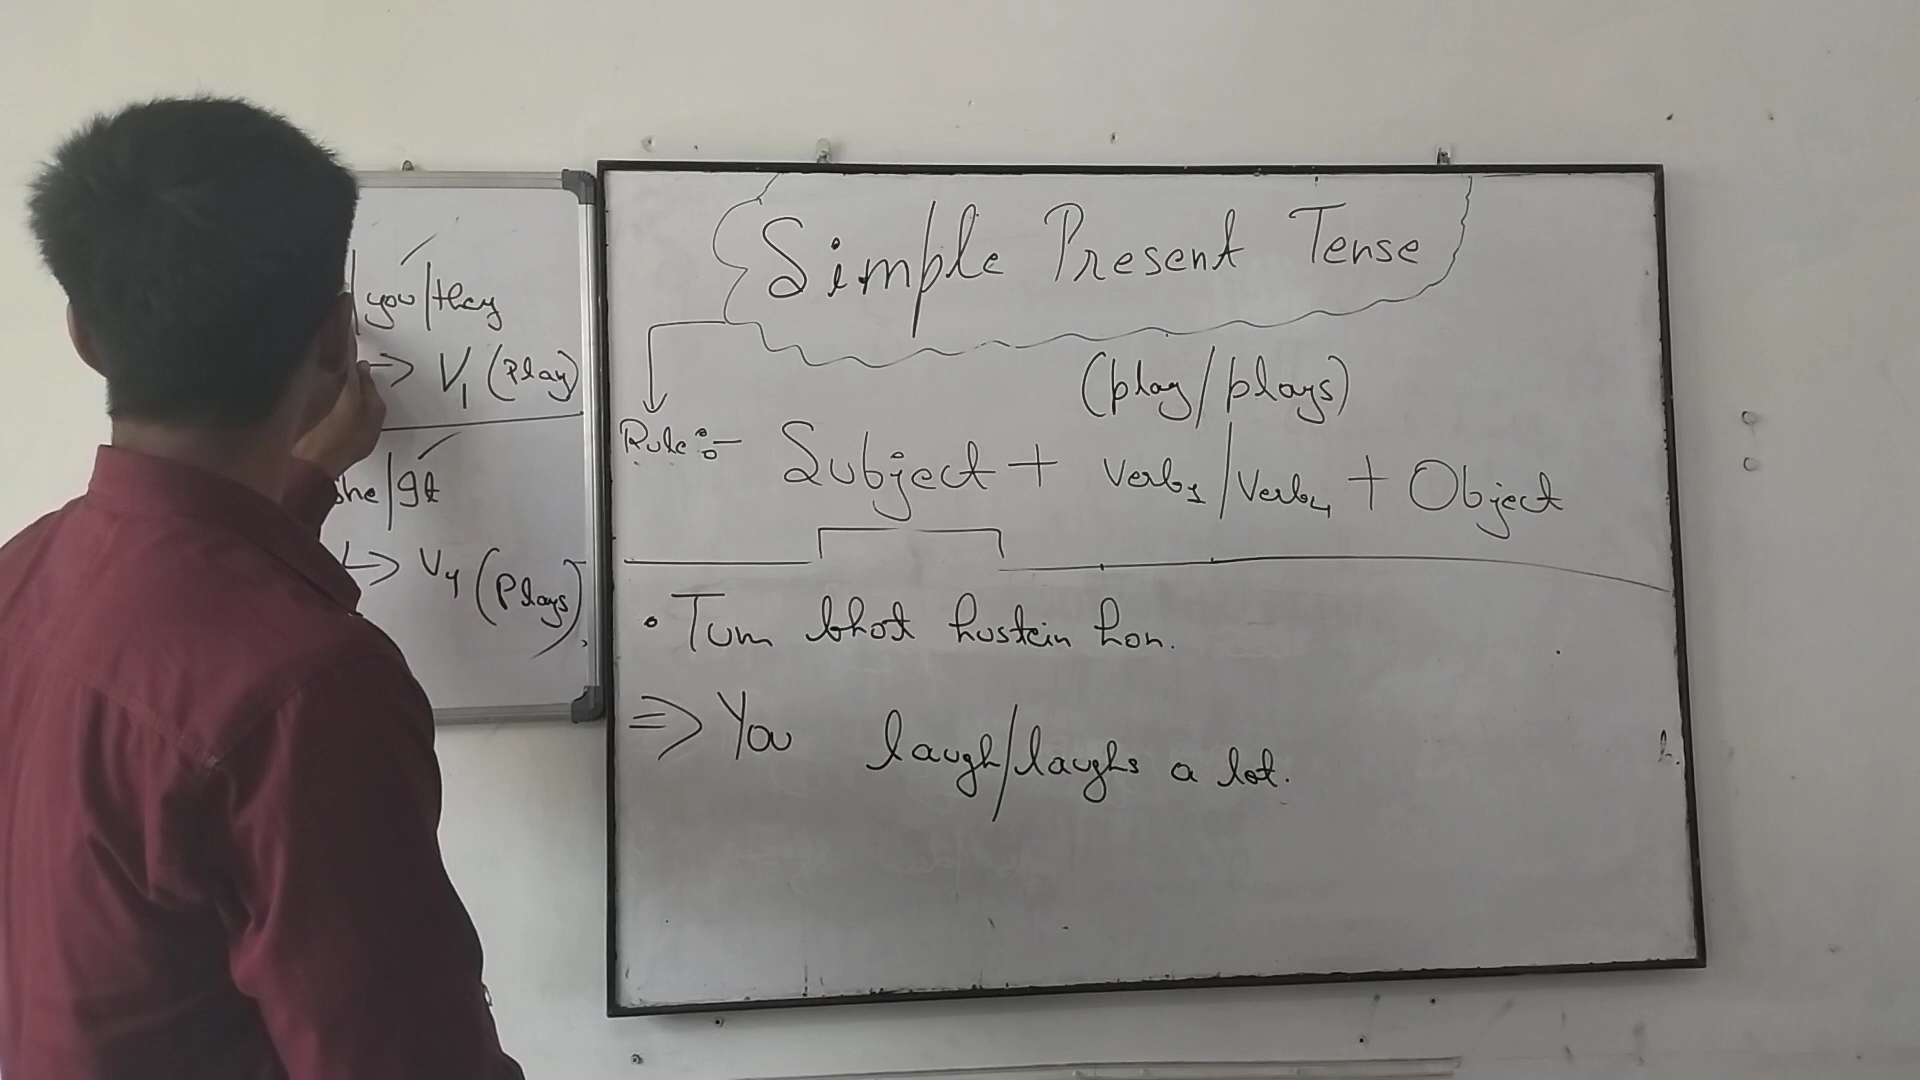 you/they
→ V1 (Play)
she/It
↳ V4 (Plays)
Simple Present Tense
(play/plays)
Rule:- Subject + Verb1/Verb4 + Object
• Tum bhot hustein hon.
⇒ You laugh/laughs a lot.